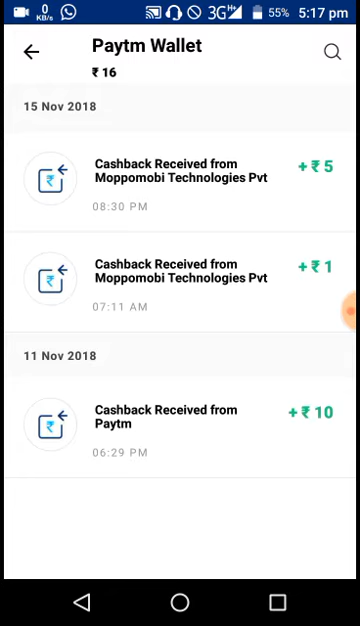 0 KB/s 3G H+ 55% 5:17 pm
Paytm Wallet
₹ 16
15 Nov 2018
Cashback Received from + ₹ 5
Moppomobi Technologies Pvt
08:30 PM
Cashback Received from + ₹ 1
Moppomobi Technologies Pvt
07:11 AM
11 Nov 2018
Cashback Received from + ₹ 10
Paytm
06:29 PM